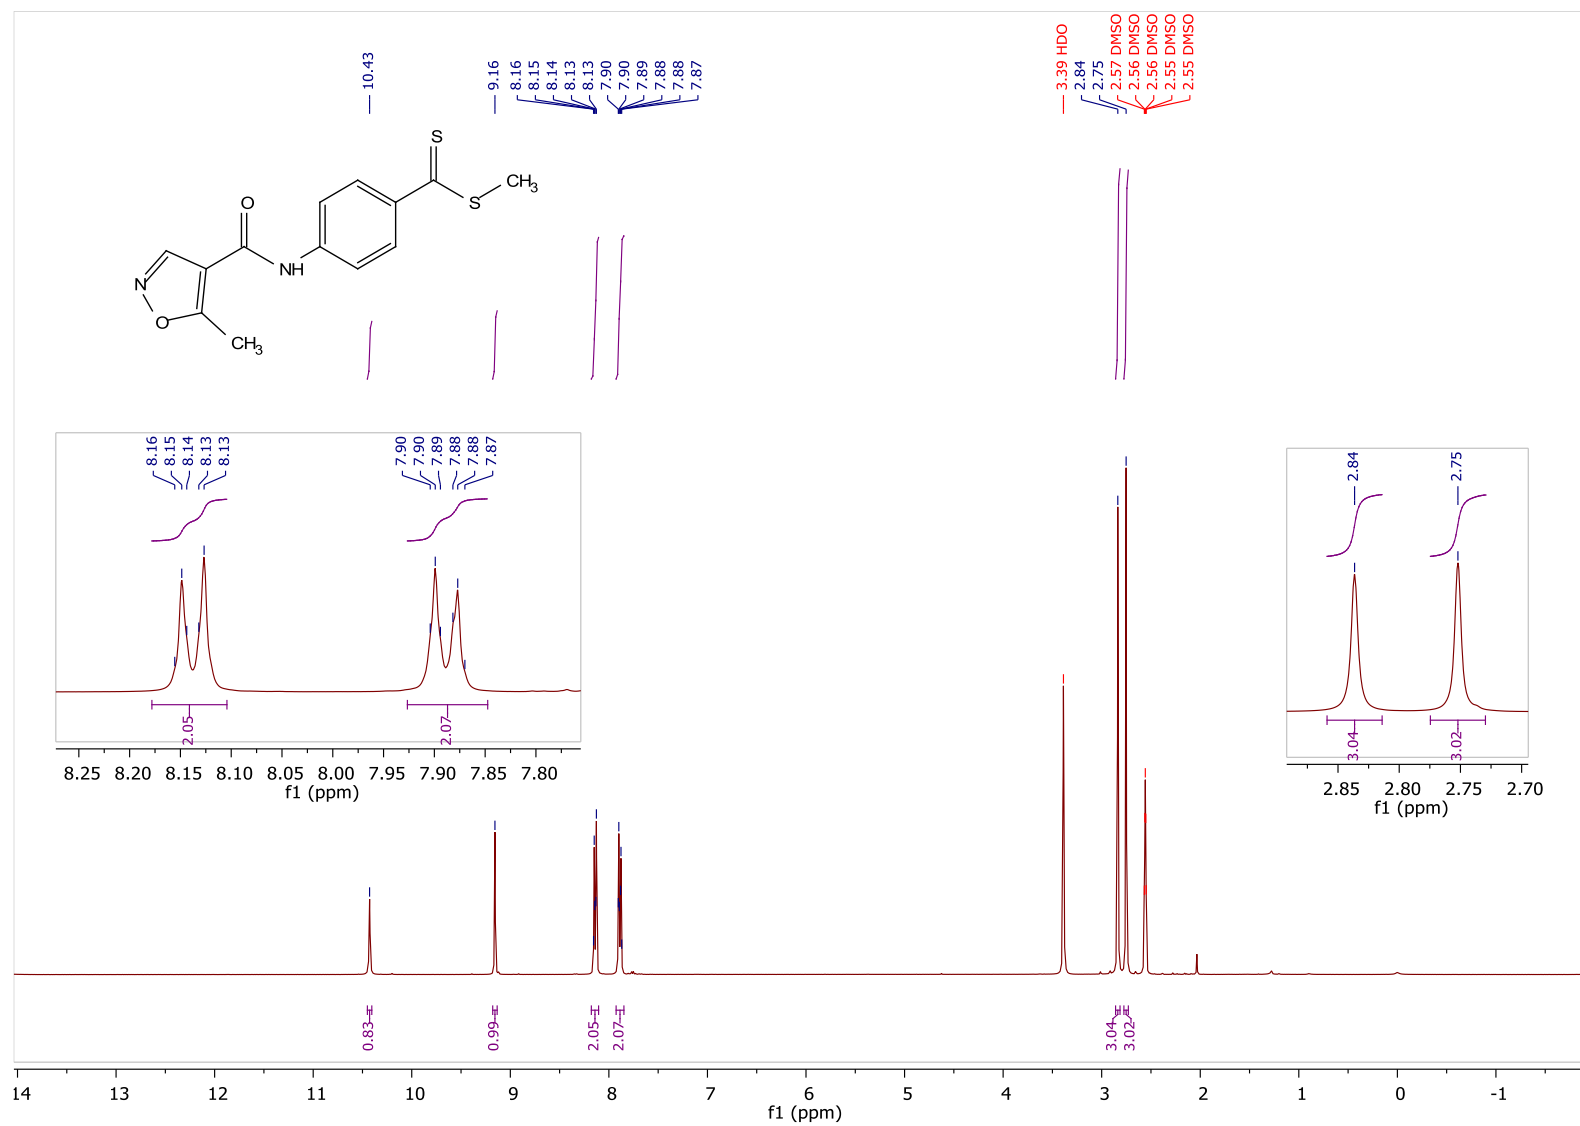 10.43
9.16
8.16
8.15
8.14
8.13
8.13
7.90
7.90
7.89
7.88
7.88
7.87
3.39 HDO
2.84
2.75
2.57 DMSO
2.56 DMSO
2.56 DMSO
2.55 DMSO
2.55 DMSO
S
S
CH3
O
NH
N
O
CH3
8.16
8.15
8.14
8.13
8.13
7.90
7.90
7.89
7.88
7.88
7.87
2.05
2.07
8.25 8.20 8.15 8.10 8.05 8.00 7.95 7.90 7.85 7.80
f1 (ppm)
2.84
2.75
3.04
3.02
2.85 2.80 2.75 2.70
f1 (ppm)
0.83
0.99
2.05
2.07
3.04
3.02
14 13 12 11 10 9 8 7 6 5 4 3 2 1 0 -1
f1 (ppm)